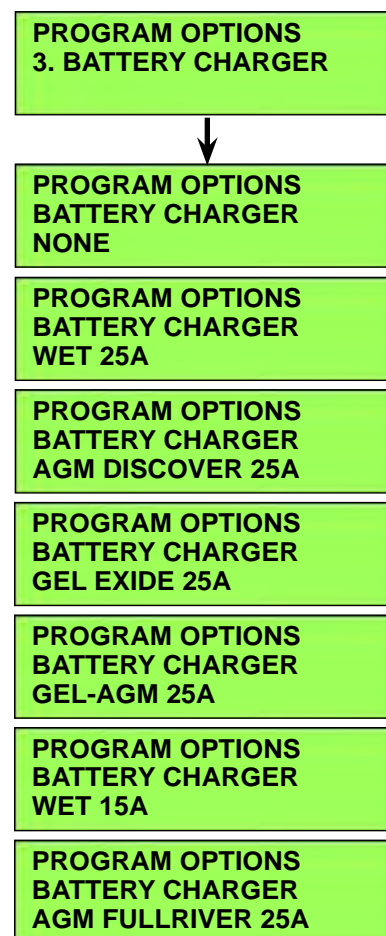 PROGRAM OPTIONS
3. BATTERY CHARGER
PROGRAM OPTIONS
BATTERY CHARGER
NONE
PROGRAM OPTIONS
BATTERY CHARGER
WET 25A
PROGRAM OPTIONS
BATTERY CHARGER
AGM DISCOVER 25A
PROGRAM OPTIONS
BATTERY CHARGER
GEL EXIDE 25A
PROGRAM OPTIONS
BATTERY CHARGER
GEL-AGM 25A
PROGRAM OPTIONS
BATTERY CHARGER
WET 15A
PROGRAM OPTIONS
BATTERY CHARGER
AGM FULLRIVER 25A